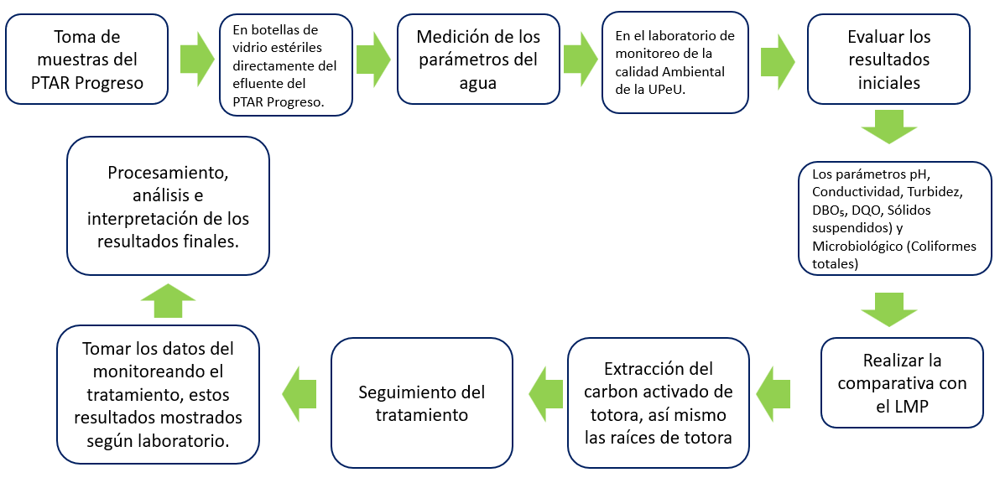 Toma de
muestras del
PTAR Progreso
En botellas de
vidrio estériles
directamente del
efluente del
PTAR Progreso.
Medición de los
parámetros del
agua
En el laboratorio de
monitoreo de la
calidad Ambiental
de la UPeU.
Evaluar los
resultados
iniciales
Los parámetros pH,
Conductividad, Turbidez,
DBO₅, DQO, Sólidos
suspendidos) y
Microbiológico (Coliformes
totales)
Realizar la
comparativa con
el LMP
Extracción del
carbon activado de
totora, así mismo
las raíces de totora
Seguimiento del
tratamiento
Tomar los datos del
monitoreando el
tratamiento, estos
resultados mostrados
según laboratorio.
Procesamiento,
análisis e
interpretación de los
resultados finales.